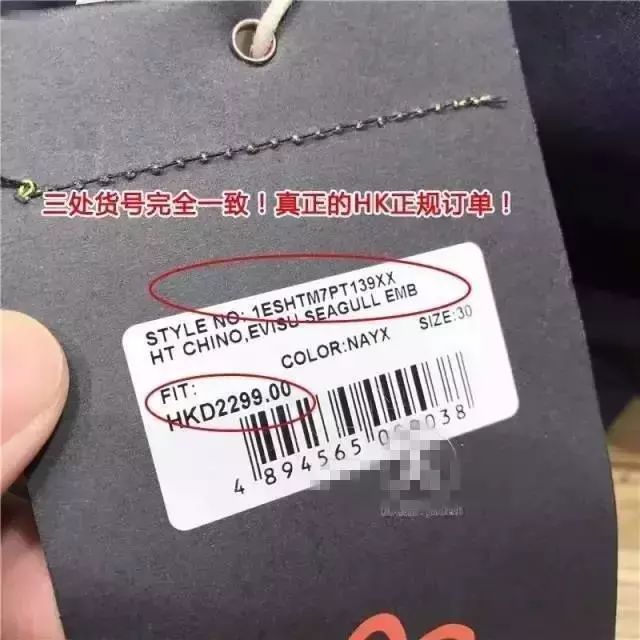 三处货号完全一致！真正的HK正规订单！
STYLE NO: 1ESHTM7PT139XX
HT CHINO,EVISU SEAGULL EMB
COLOR:NAYX SIZE:30
FIT:
HKD2299.00
4 894565